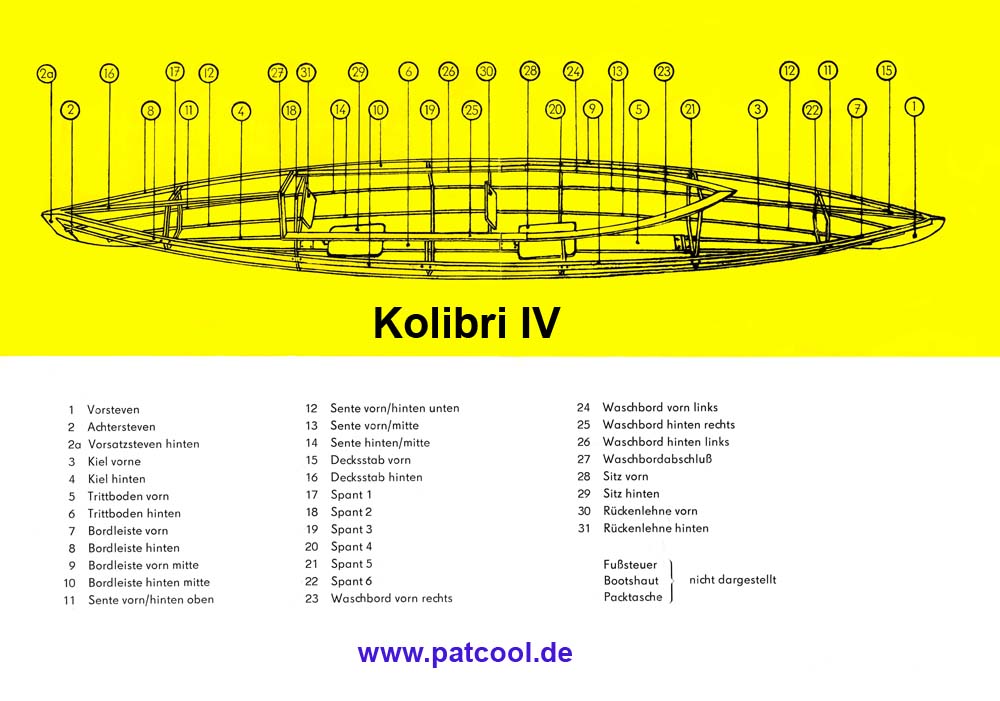 2a 16 17 12 27 31 29 6 26 30 28 24 13 23 12 11 15
2 8 11 4 18 14 10 19 25 20 9 5 21 3 22 7 1
Kolibri IV
1 Vorsteven
2 Achtersteven
2a Vorsatzsteven hinten
3 Kiel vorne
4 Kiel hinten
5 Trittboden vorn
6 Trittboden hinten
7 Bordleiste vorn
8 Bordleiste hinten
9 Bordleiste vorn mitte
10 Bordleiste hinten mitte
11 Sente vorn/hinten oben
12 Sente vorn/hinten unten
13 Sente vorn/mitte
14 Sente hinten/mitte
15 Decksstab vorn
16 Decksstab hinten
17 Spant 1
18 Spant 2
19 Spant 3
20 Spant 4
21 Spant 5
22 Spant 6
23 Waschbord vorn rechts
24 Waschbord vorn links
25 Waschbord hinten rechts
26 Waschbord hinten links
27 Waschbordabschluß
28 Sitz vorn
29 Sitz hinten
30 Rückenlehne vorn
31 Rückenlehne hinten
Fußsteuer
Bootshaut
Packtasche
nicht dargestellt
www.patcool.de